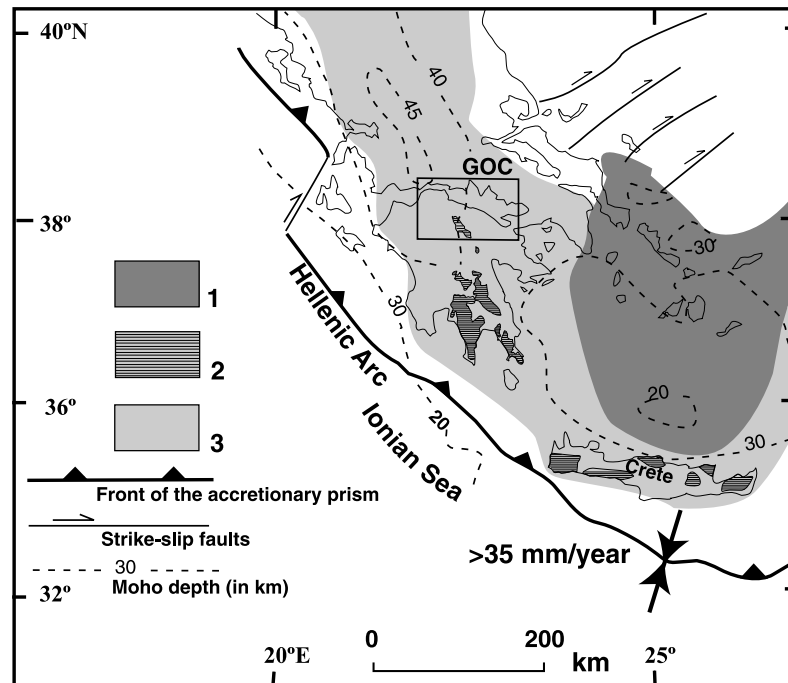 40ºN
40
45
GOC
38º
30
30
1
Hellenic Arc
2
20
36º
20
30
3
Ionian Sea
Crete
Front of the accretionary prism
Strike-slip faults
>35 mm/year
30
Moho depth (in km)
32º
0
200
20ºE
km
25º